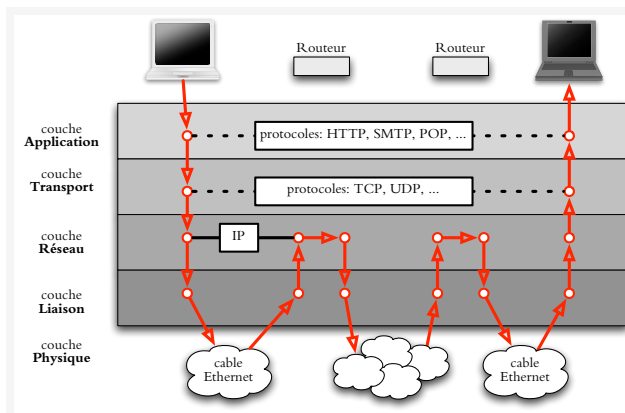 Routeur
Routeur
couche
Application
protocoles: HTTP, SMTP, POP, ...
couche
Transport
protocoles: TCP, UDP, ...
couche
Réseau
IP
couche
Liaison
couche
Physique
cable
Ethernet
cable
Ethernet